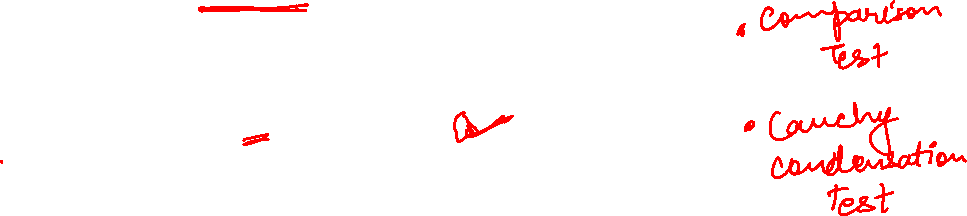 • Comparison
Test
• Cauchy
condensation
Test